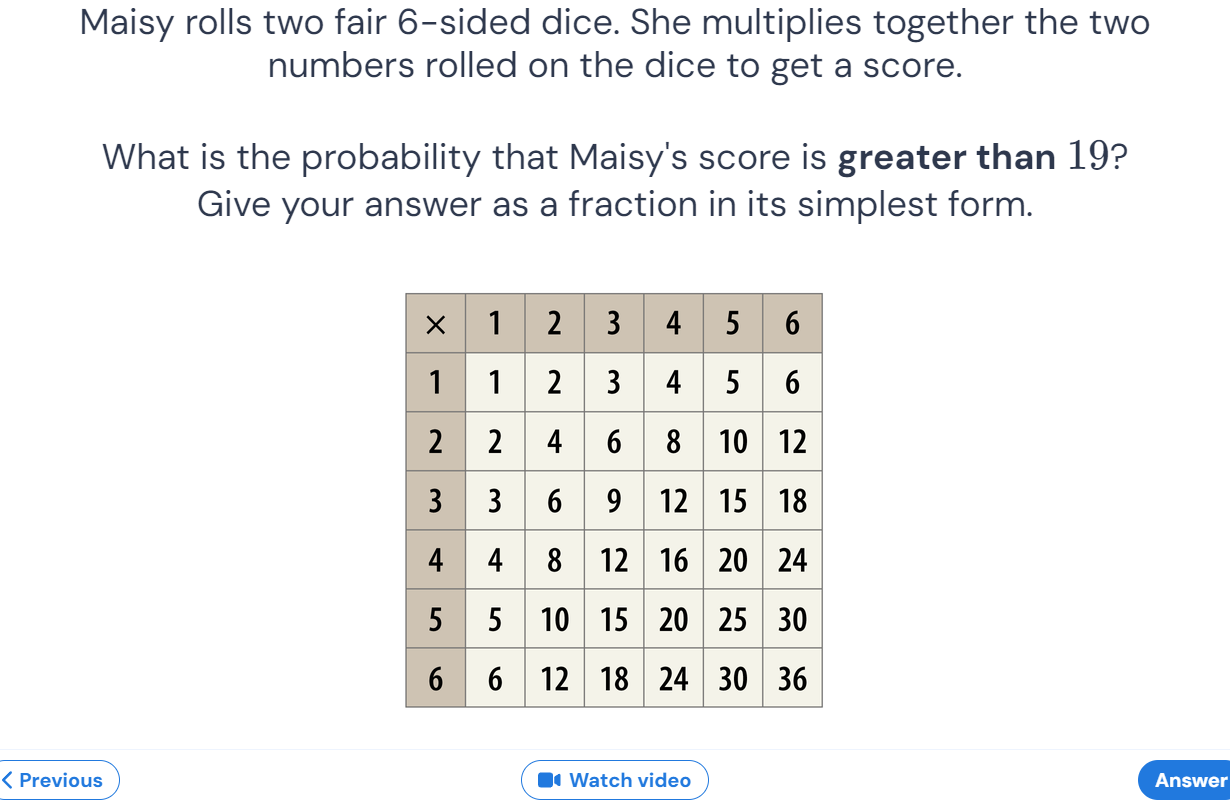 Maisy rolls two fair 6-sided dice. She multiplies together the two
numbers rolled on the dice to get a score.
What is the probability that Maisy's score is greater than 19?
Give your answer as a fraction in its simplest form.
× 1 2 3 4 5 6
1 1 2 3 4 5 6
2 2 4 6 8 10 12
3 3 6 9 12 15 18
4 4 8 12 16 20 24
5 5 10 15 20 25 30
6 6 12 18 24 30 36
Previous Watch video Answer